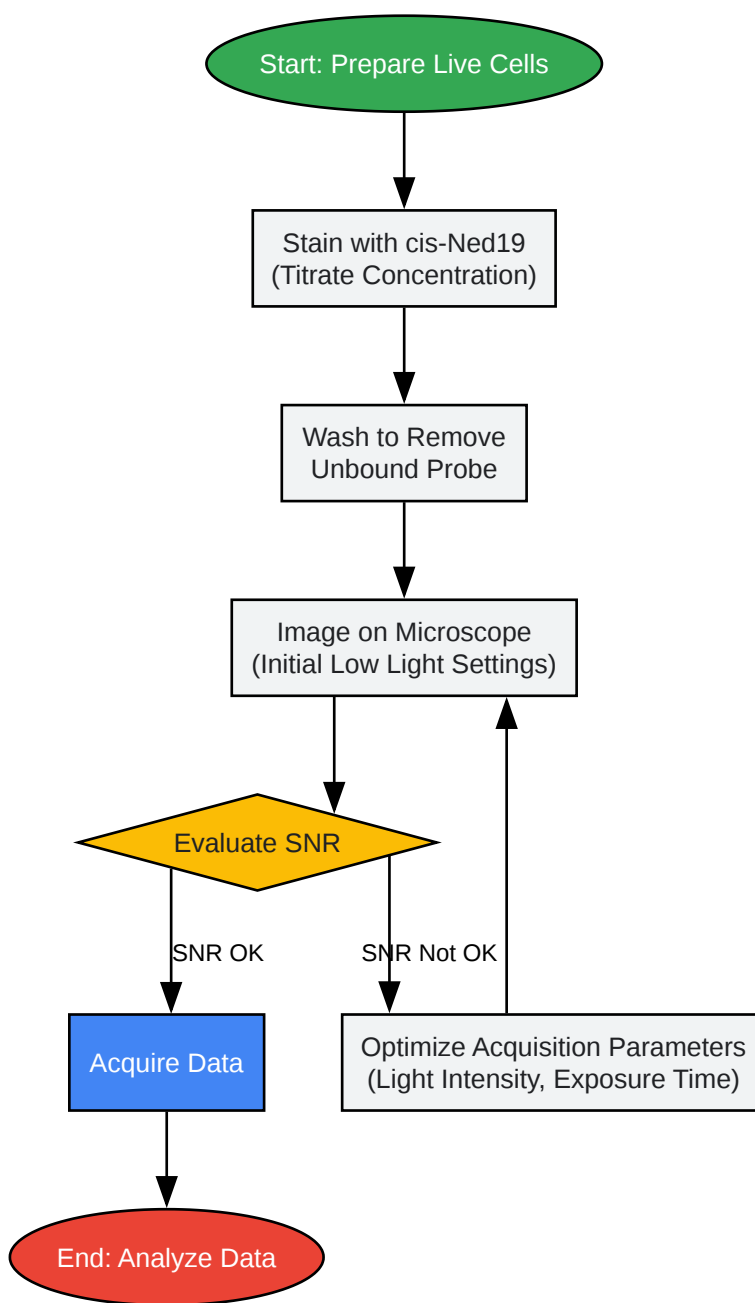 Start: Prepare Live Cells
Stain with cis-Ned19
(Titrate Concentration)
Wash to Remove
Unbound Probe
Image on Microscope
(Initial Low Light Settings)
Evaluate SNR
SNR OK
SNR Not OK
Acquire Data
Optimize Acquisition Parameters
(Light Intensity, Exposure Time)
End: Analyze Data